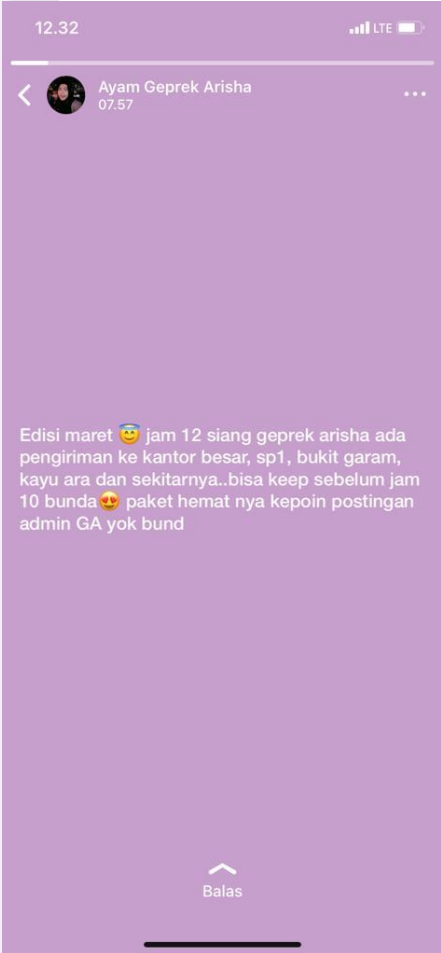 12.32
LTE
Ayam Geprek Arisha
07.57
Edisi maret 😇 jam 12 siang geprek arisha ada
pengiriman ke kantor besar, sp1, bukit garam,
kayu ara dan sekitarnya..bisa keep sebelum jam
10 bunda😍 paket hemat nya kepoin postingan
admin GA yok bund
Balas